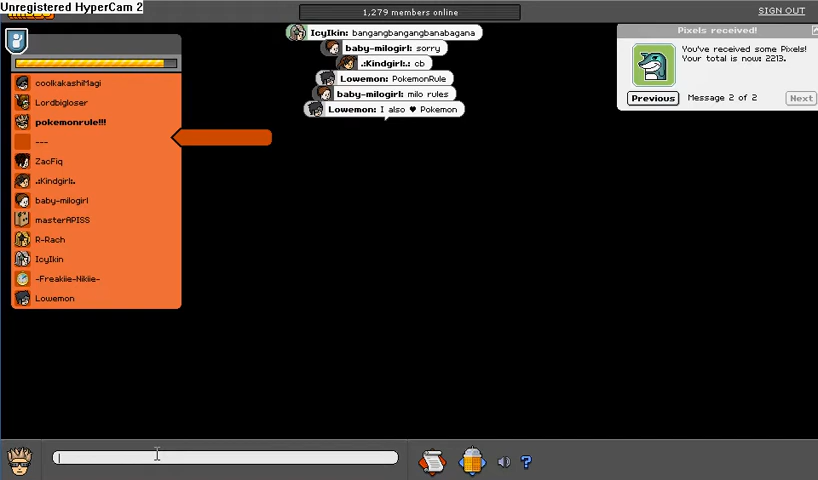 Unregistered HyperCam 2
1,279 members online
SIGN OUT
IcyIkin: bangangbangangbanabagana
baby-milogirl: sorry
.:Kindgirl:.: cb
Lowemon: PokemonRule
baby-milogirl: milo rules
Lowemon: I also ♥ Pokemon
Pixels received!
You've received some Pixels!
Your total is now 2213.
Previous
Message 2 of 2
Next
coolkakashiMagi
Lordbigloser
pokemonrule!!!
---
ZacFiq
.:Kindgirl:.
baby-milogirl
masterAPISS
R-Rach
IcyIkin
-Freakiie-Nikiie-
Lowemon
?